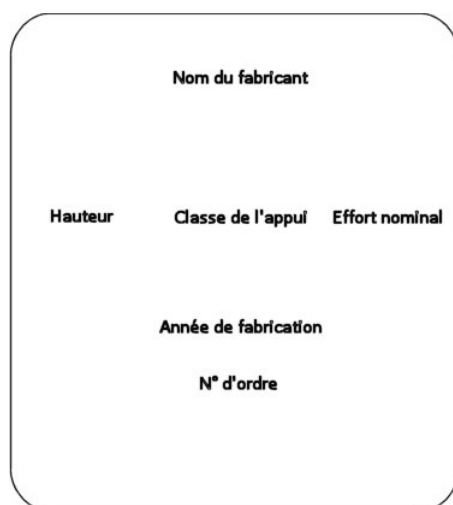 Nom du fabricant
Hauteur Classe de l'appui Effort nominal
Année de fabrication
N° d'ordre